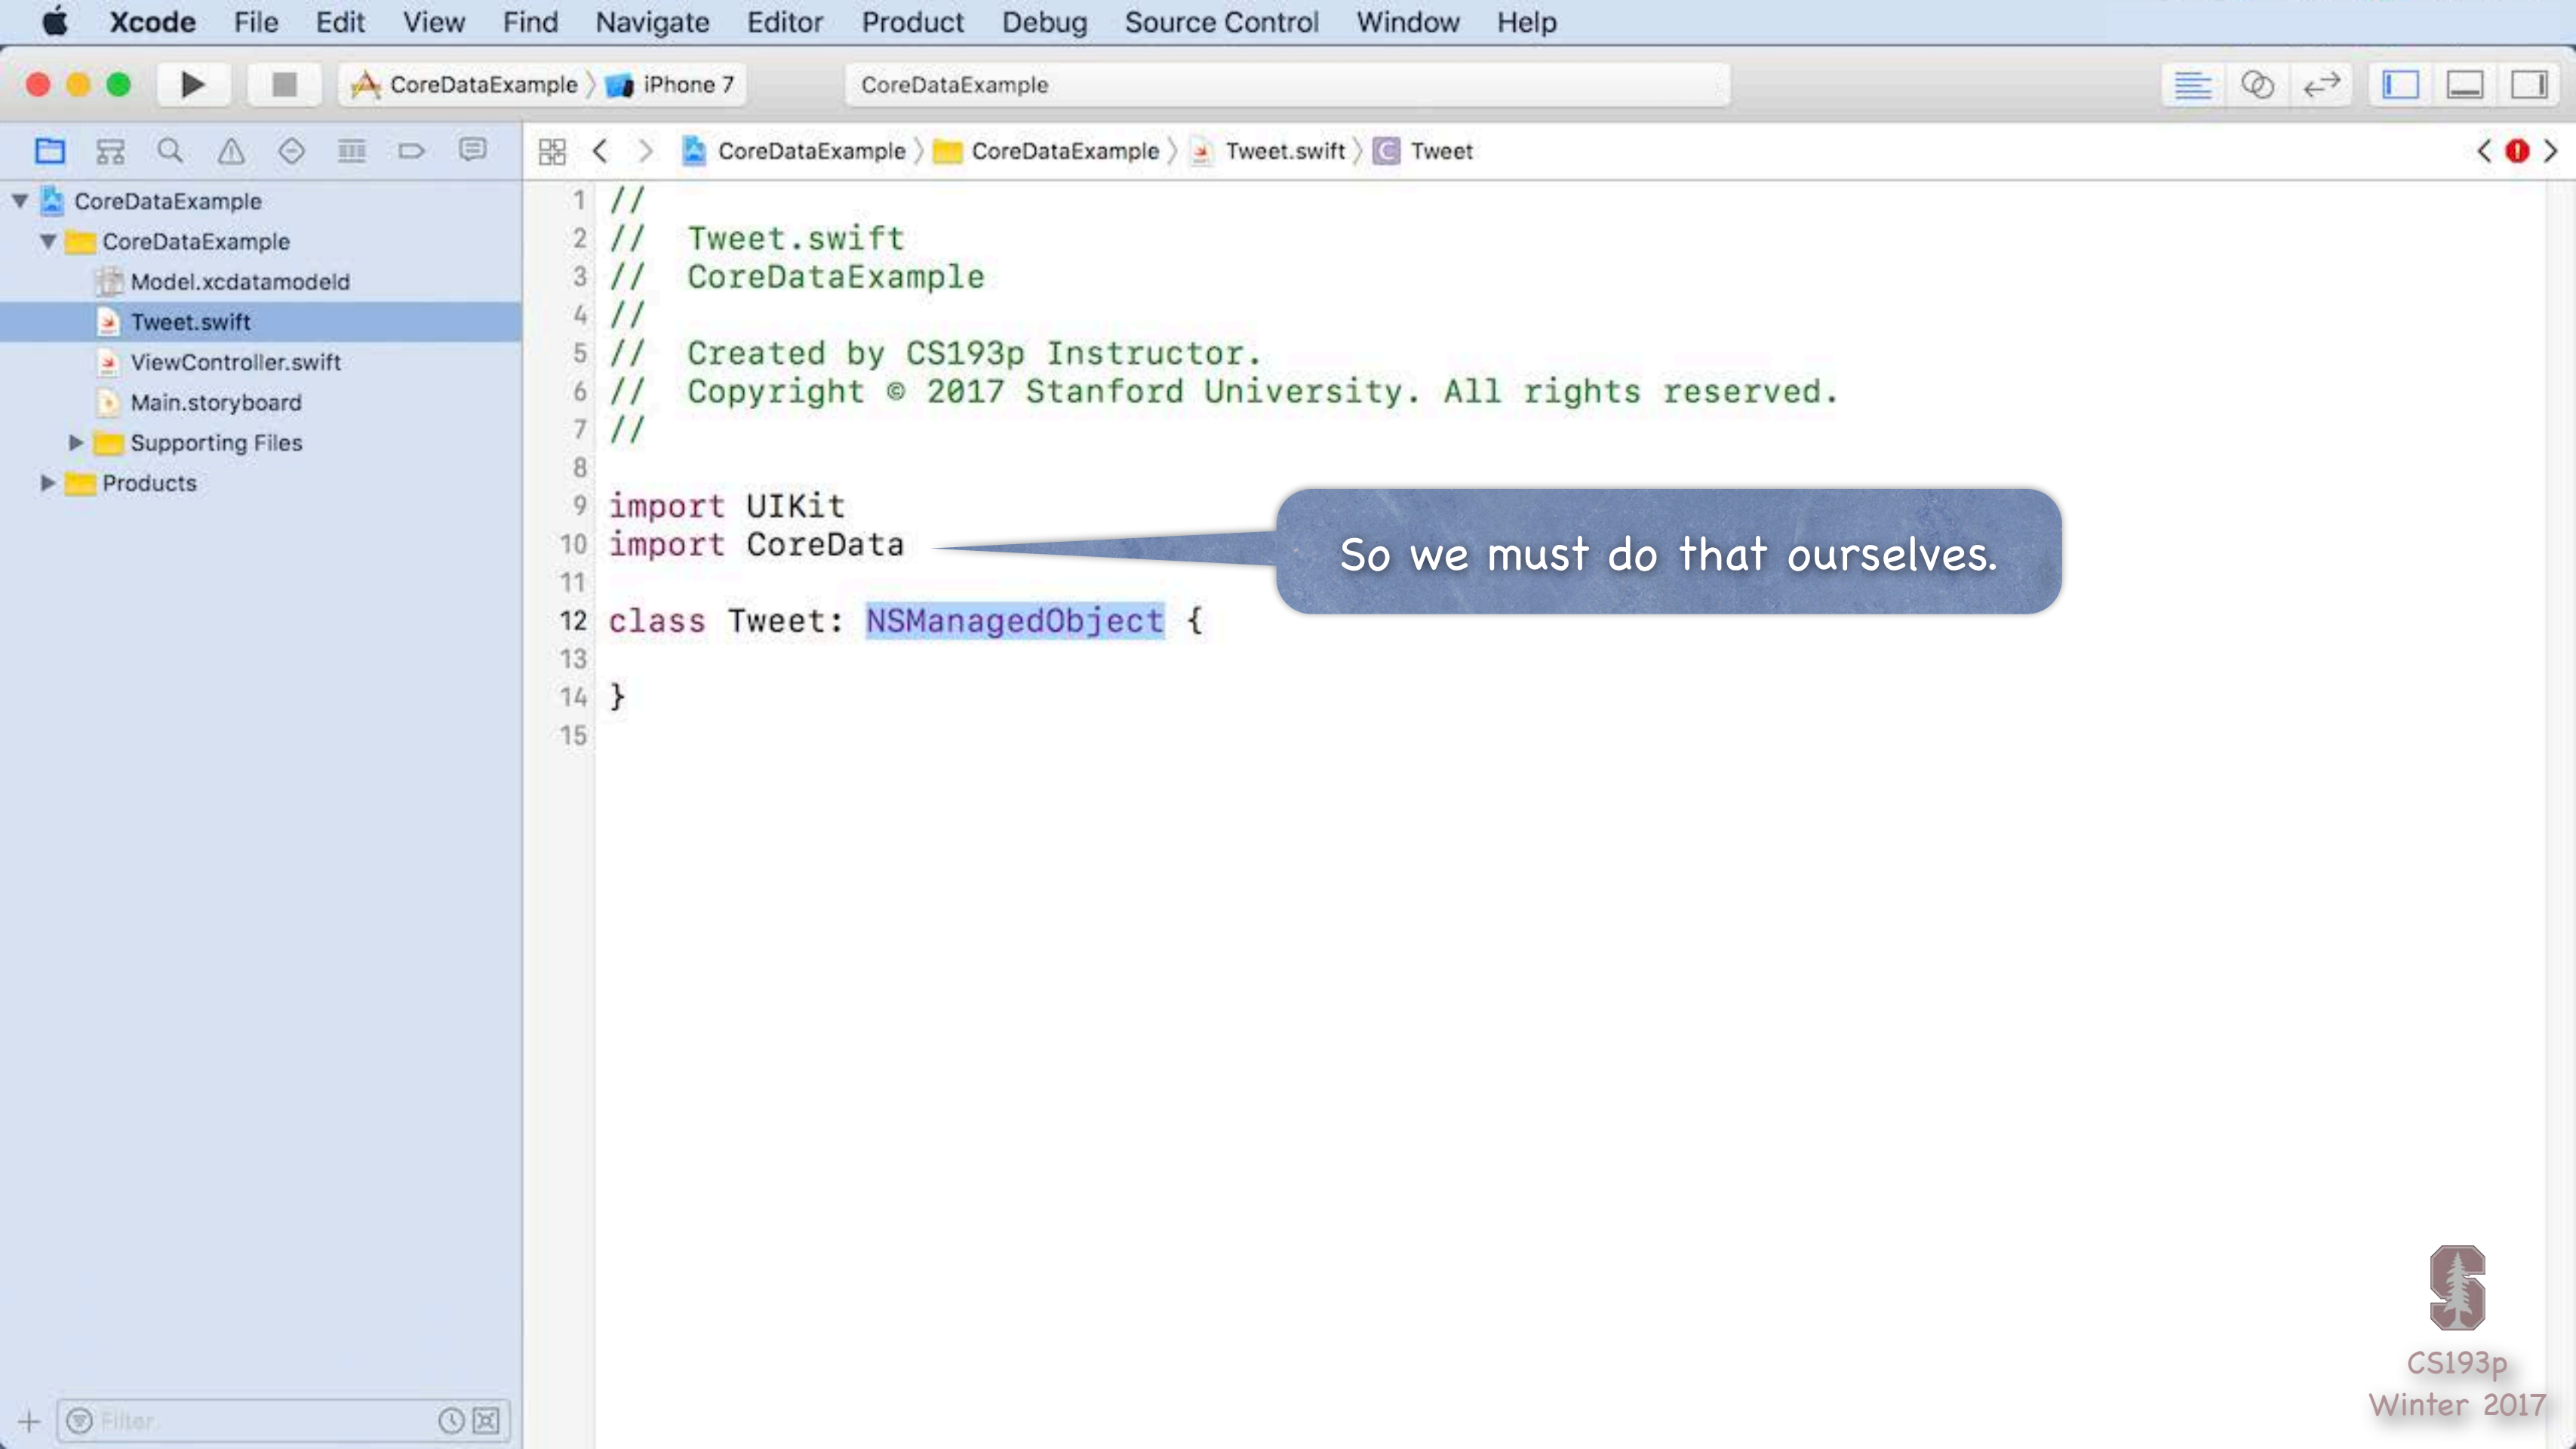 Xcode File Edit View Find Navigate Editor Product Debug Source Control Window Help
CoreDataExample iPhone 7 CoreDataExample
CoreDataExample CoreDataExample Tweet.swift C Tweet
CoreDataExample
CoreDataExample
Model.xcdatamodeld
Tweet.swift
ViewController.swift
Main.storyboard
Supporting Files
Products
1 //
2 //  Tweet.swift
3 //  CoreDataExample
4 //
5 //  Created by CS193p Instructor.
6 //  Copyright © 2017 Stanford University. All rights reserved.
7 //
8
9 import UIKit
10 import CoreData
11
12 class Tweet: NSManagedObject {
13
14 }
15
So we must do that ourselves.
Filter
S
CS193p
Winter 2017